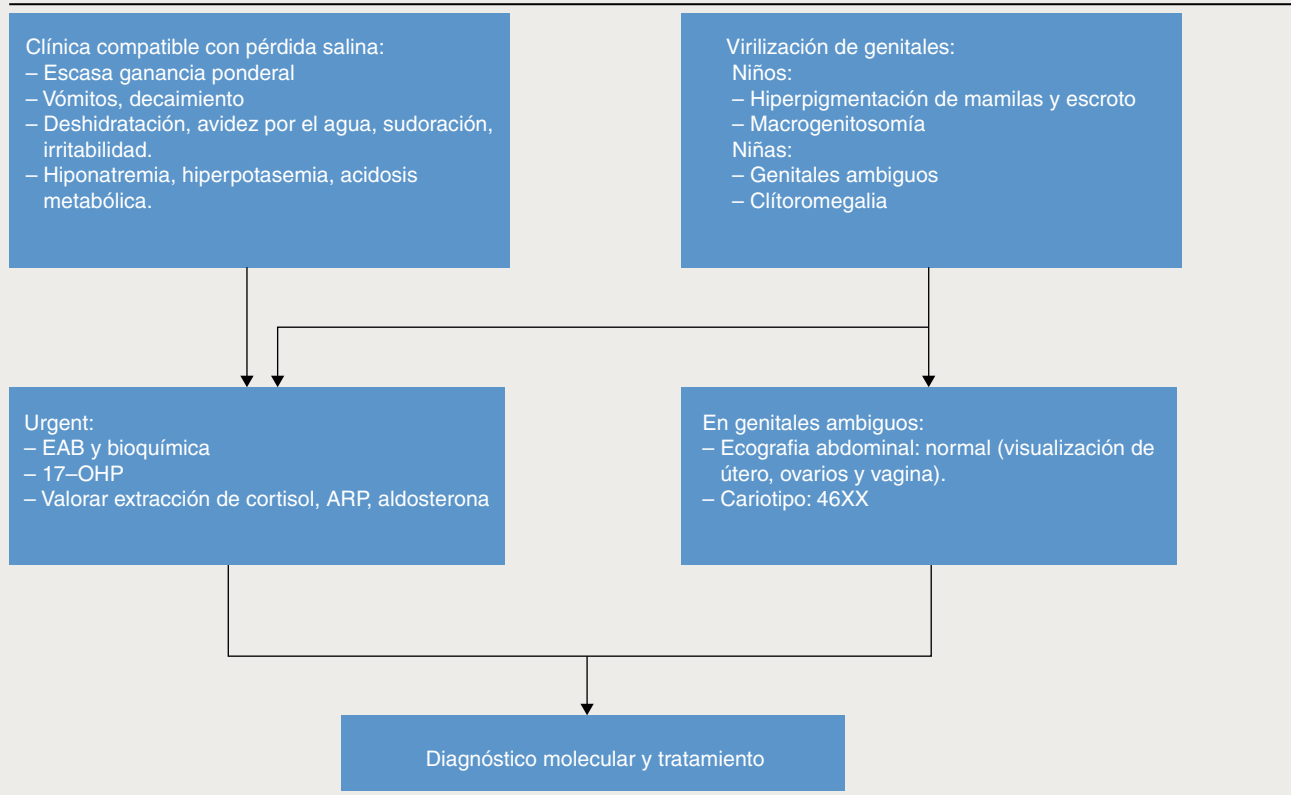 Clínica compatible con pérdida salina:
– Escasa ganancia ponderal
– Vómitos, decaimiento
– Deshidratación, avidez por el agua, sudoración,
irritabilidad.
– Hiponatremia, hiperpotasemia, acidosis
metabólica.
Virilización de genitales:
Niños:
– Hiperpigmentación de mamilas y escroto
– Macrogenitosomía
Niñas:
– Genitales ambiguos
– Clítoromegalia
Urgent:
– EAB y bioquímica
– 17–OHP
– Valorar extracción de cortisol, ARP, aldosterona
En genitales ambiguos:
– Ecografia abdominal: normal (visualización de
útero, ovarios y vagina).
– Cariotipo: 46XX
Diagnóstico molecular y tratamiento